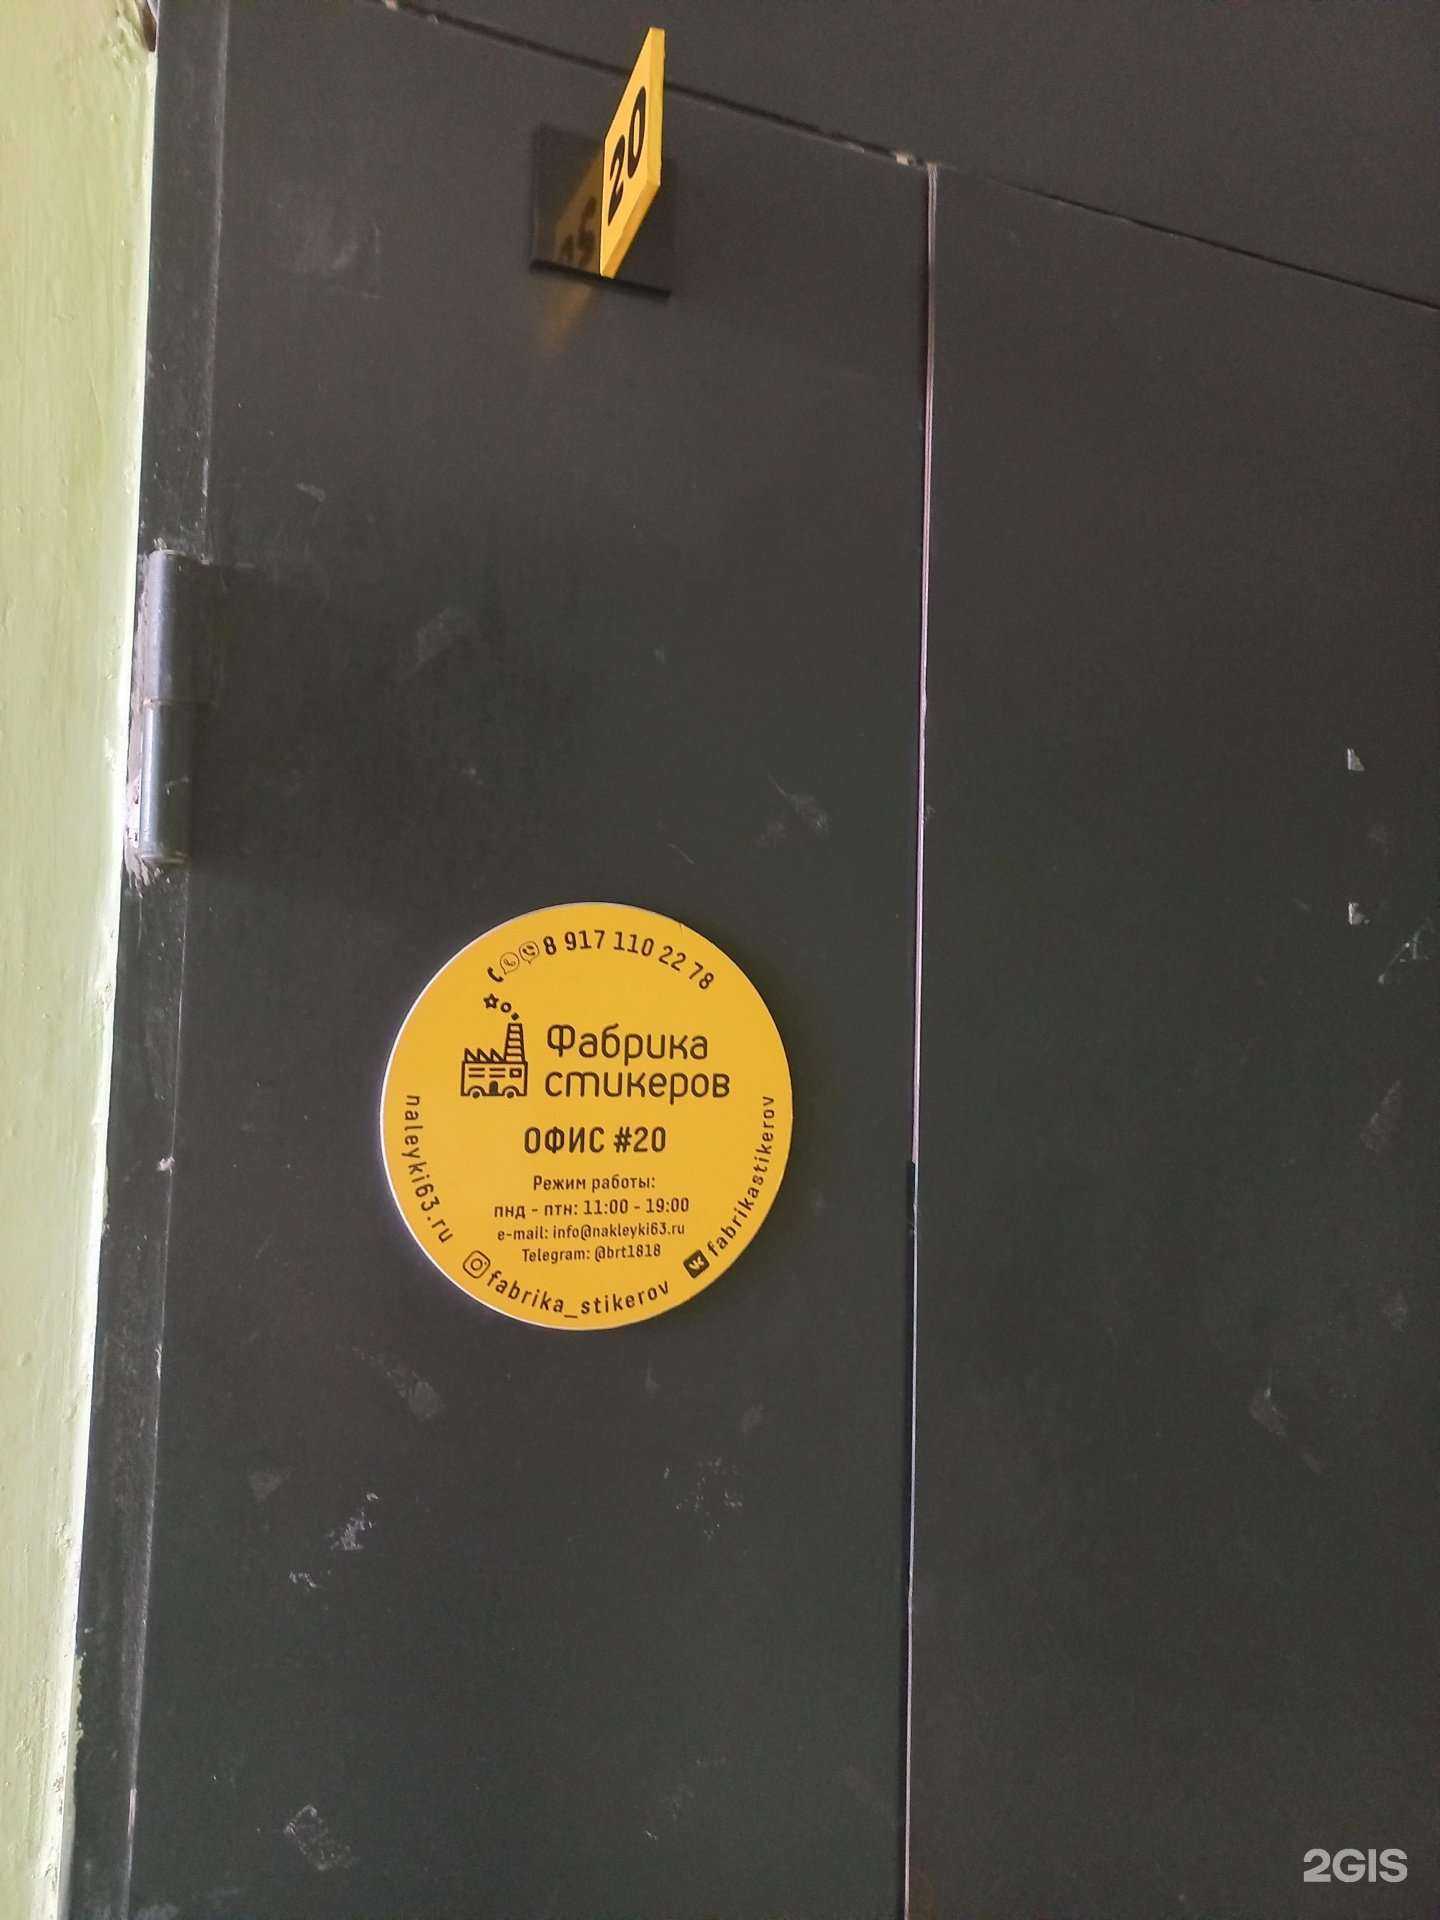 20
8 917 110 22 78
Фабрика
стикеров
ОФИС #20
Режим работы:
пнд - птн: 11:00 - 19:00
e-mail: info@nakleyki63.ru
Telegram: @brt1818
naleyki63.ru
fabrika_stikerov
fabrikastikerov
2GIS